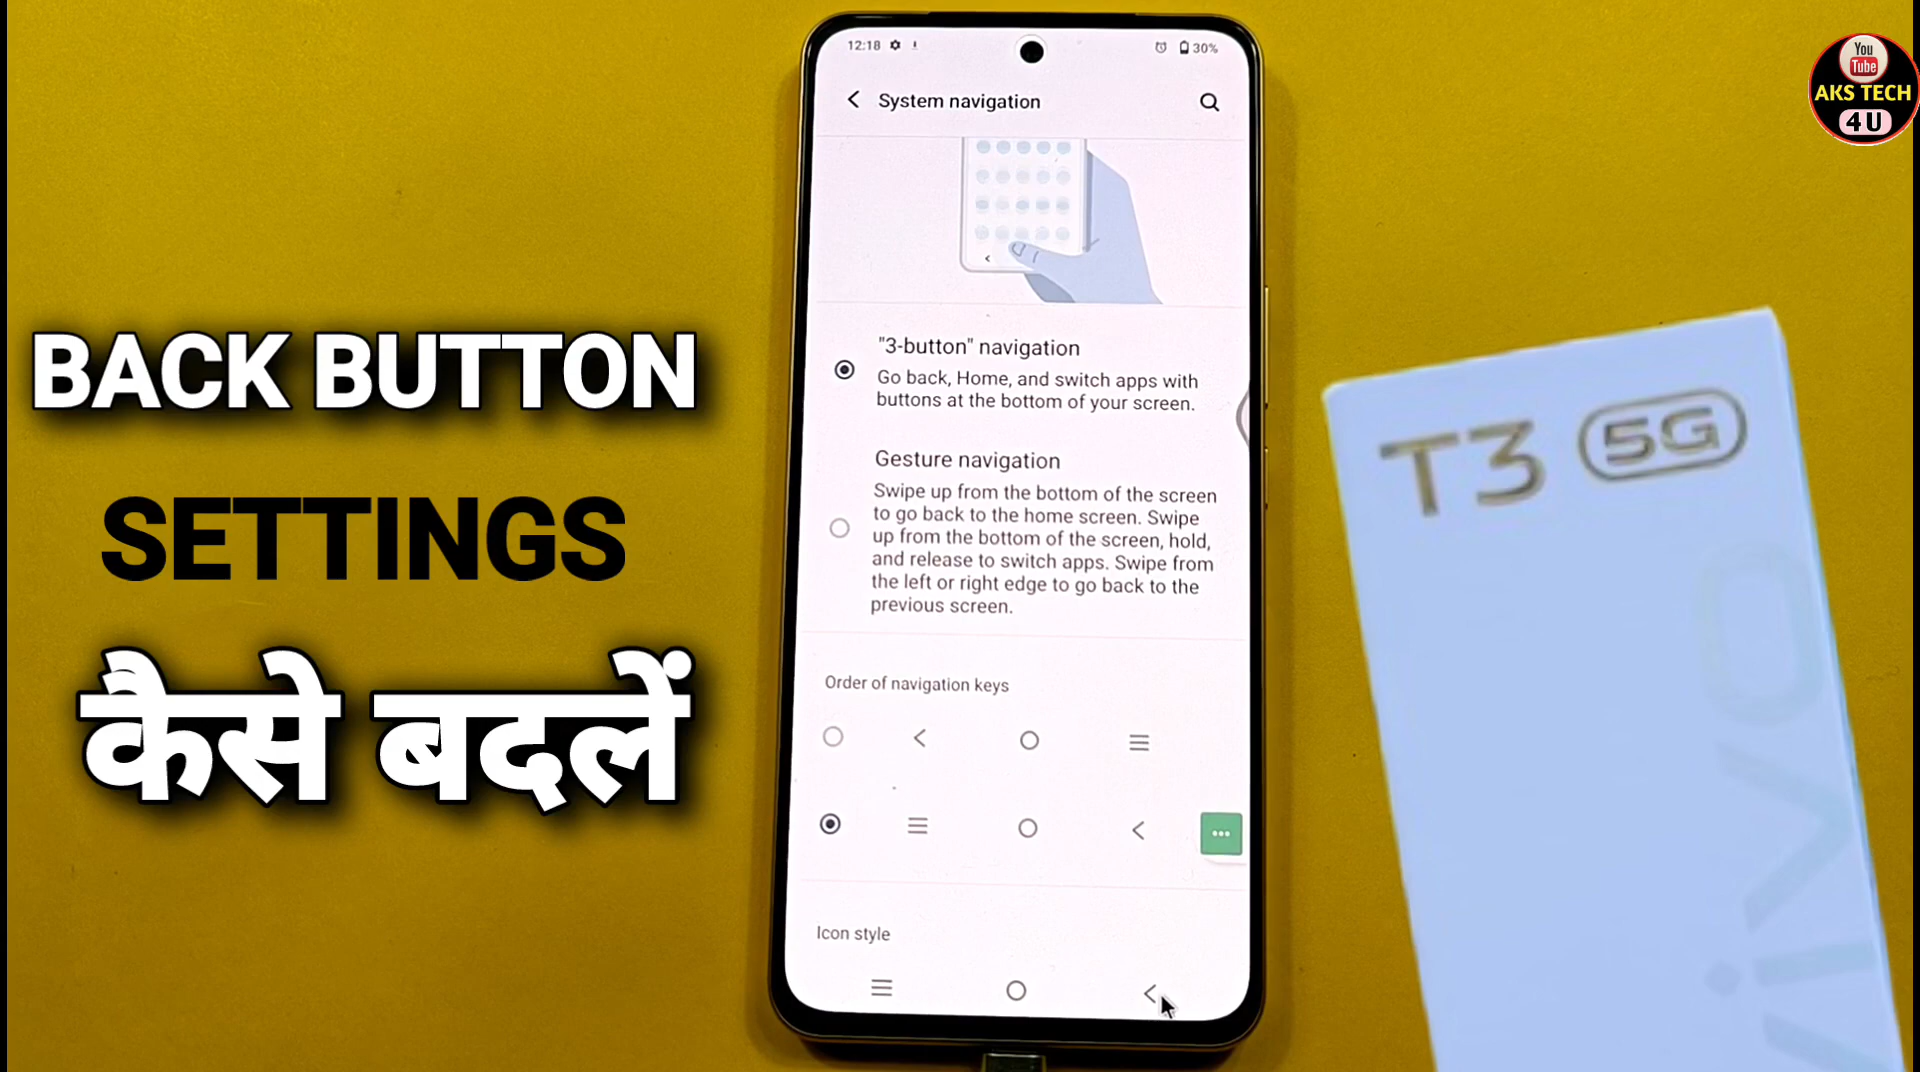 12:18
30%
System navigation
You
Tube
AKS TECH
4 U
"3-button" navigation
Go back, Home, and switch apps with
buttons at the bottom of your screen.
Gesture navigation
Swipe up from the bottom of the screen
to go back to the home screen. Swipe
up from the bottom of the screen, hold,
and release to switch apps. Swipe from
the left or right edge to go back to the
previous screen.
Order of navigation keys
Icon style
BACK BUTTON
SETTINGS
कैसे बदलें
T3 5G
vivo